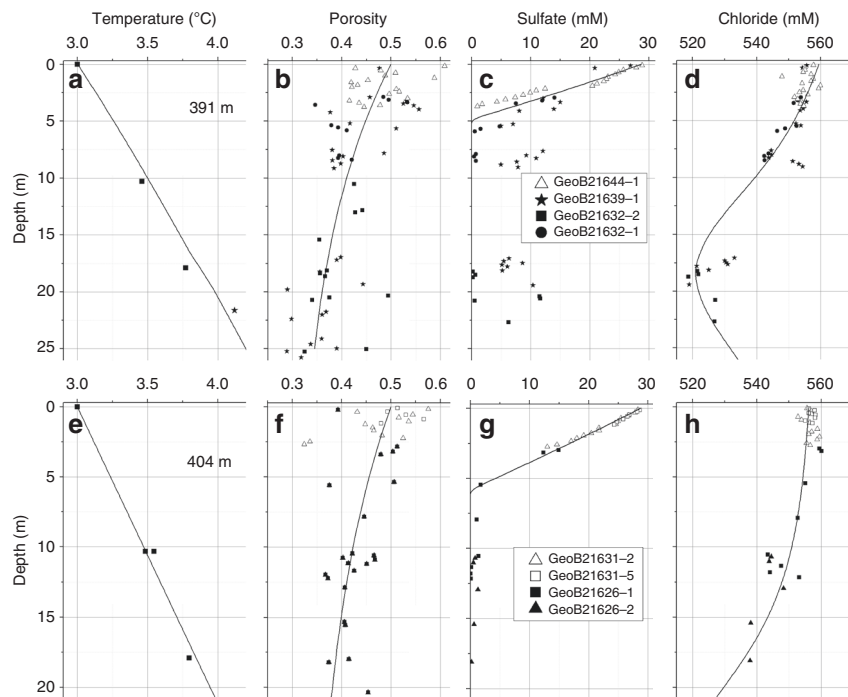 Temperature (°C) Porosity Sulfate (mM) Chloride (mM)
3.0 3.5 4.0 0.3 0.4 0.5 0.6 0 10 20 30 520 540 560
0
a b c d
391 m
5
10
GeoB21644–1
GeoB21639–1
GeoB21632–2
GeoB21632–1
Depth (m)
15
20
25
3.0 3.5 4.0 0.3 0.4 0.5 0.6 0 10 20 30 520 540 560
0
e f g h
404 m
5
10
GeoB21631–2
GeoB21631–5
GeoB21626–1
GeoB21626–2
Depth (m)
15
20